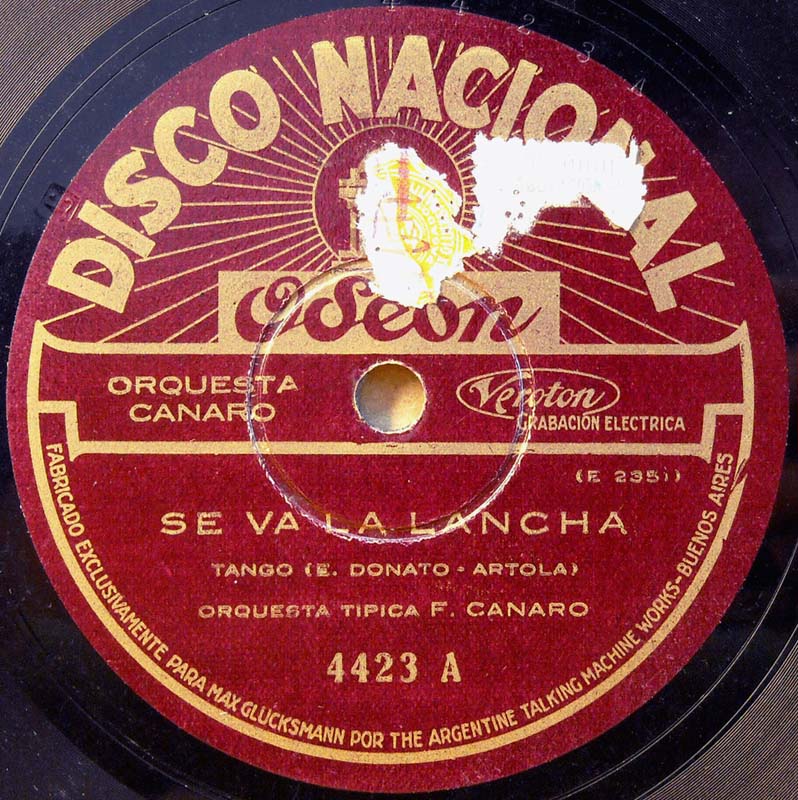 DISCO NACIONAL
Odeon
ORQUESTA
CANARO
Veroton
GRABACIÓN ELECTRICA
(E 2351)
SE VA LA LANCHA
TANGO (E. DONATO - ARTOLA)
ORQUESTA TIPICA F. CANARO
4423 A
FABRICADO EXCLUSIVAMENTE PARA MAX GLÜCKSMANN POR THE ARGENTINE TALKING MACHINE WORKS-BUENOS AIRES